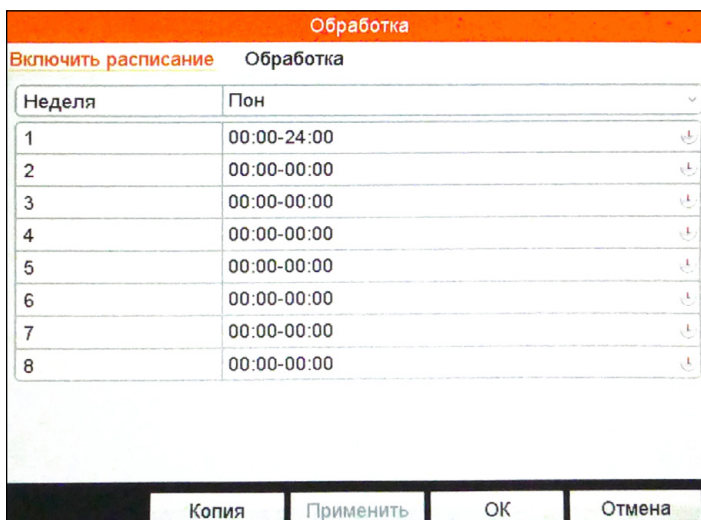 Обработка
Включить расписание Обработка
Неделя Пон
1 00:00-24:00
2 00:00-00:00
3 00:00-00:00
4 00:00-00:00
5 00:00-00:00
6 00:00-00:00
7 00:00-00:00
8 00:00-00:00
Копия Применить ОК Отмена